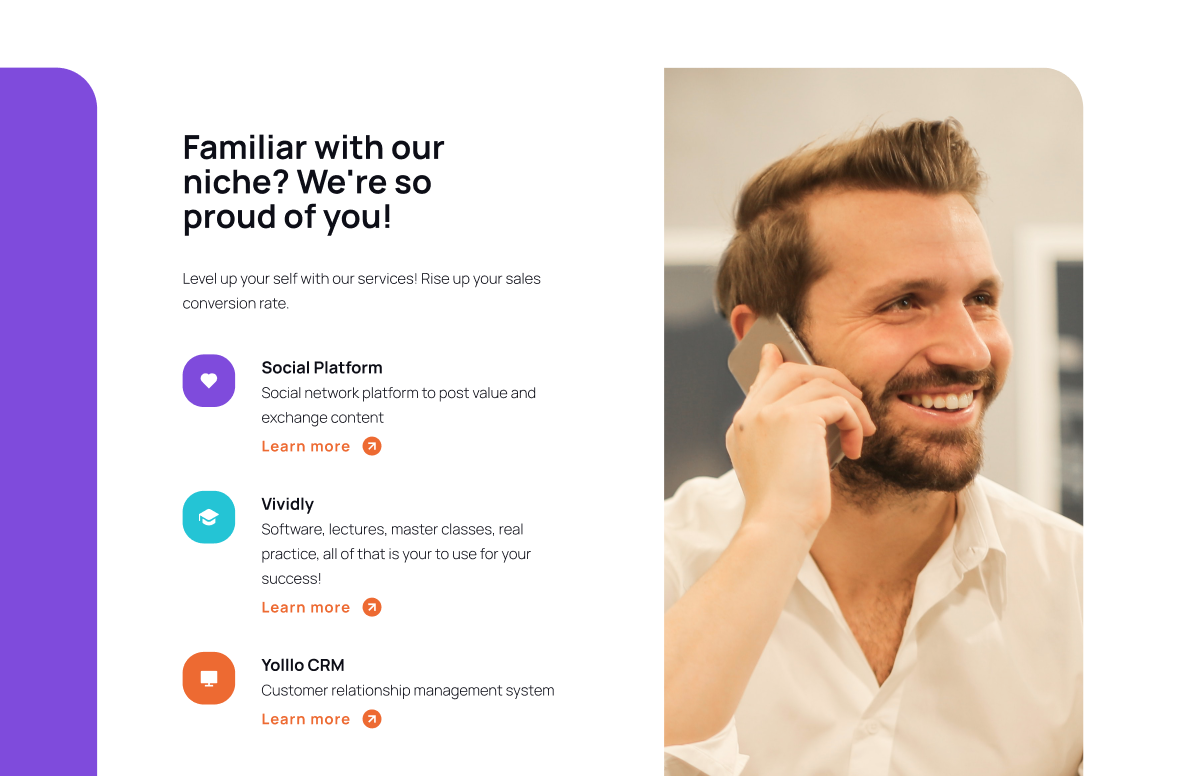 Familiar with our
niche? We're so
proud of you!
Level up your self with our services! Rise up your sales
conversion rate.
Social Platform
Social network platform to post value and
exchange content
Learn more
Vividly
Software, lectures, master classes, real
practice, all of that is your to use for your
success!
Learn more
Yolllo CRM
Customer relationship management system
Learn more